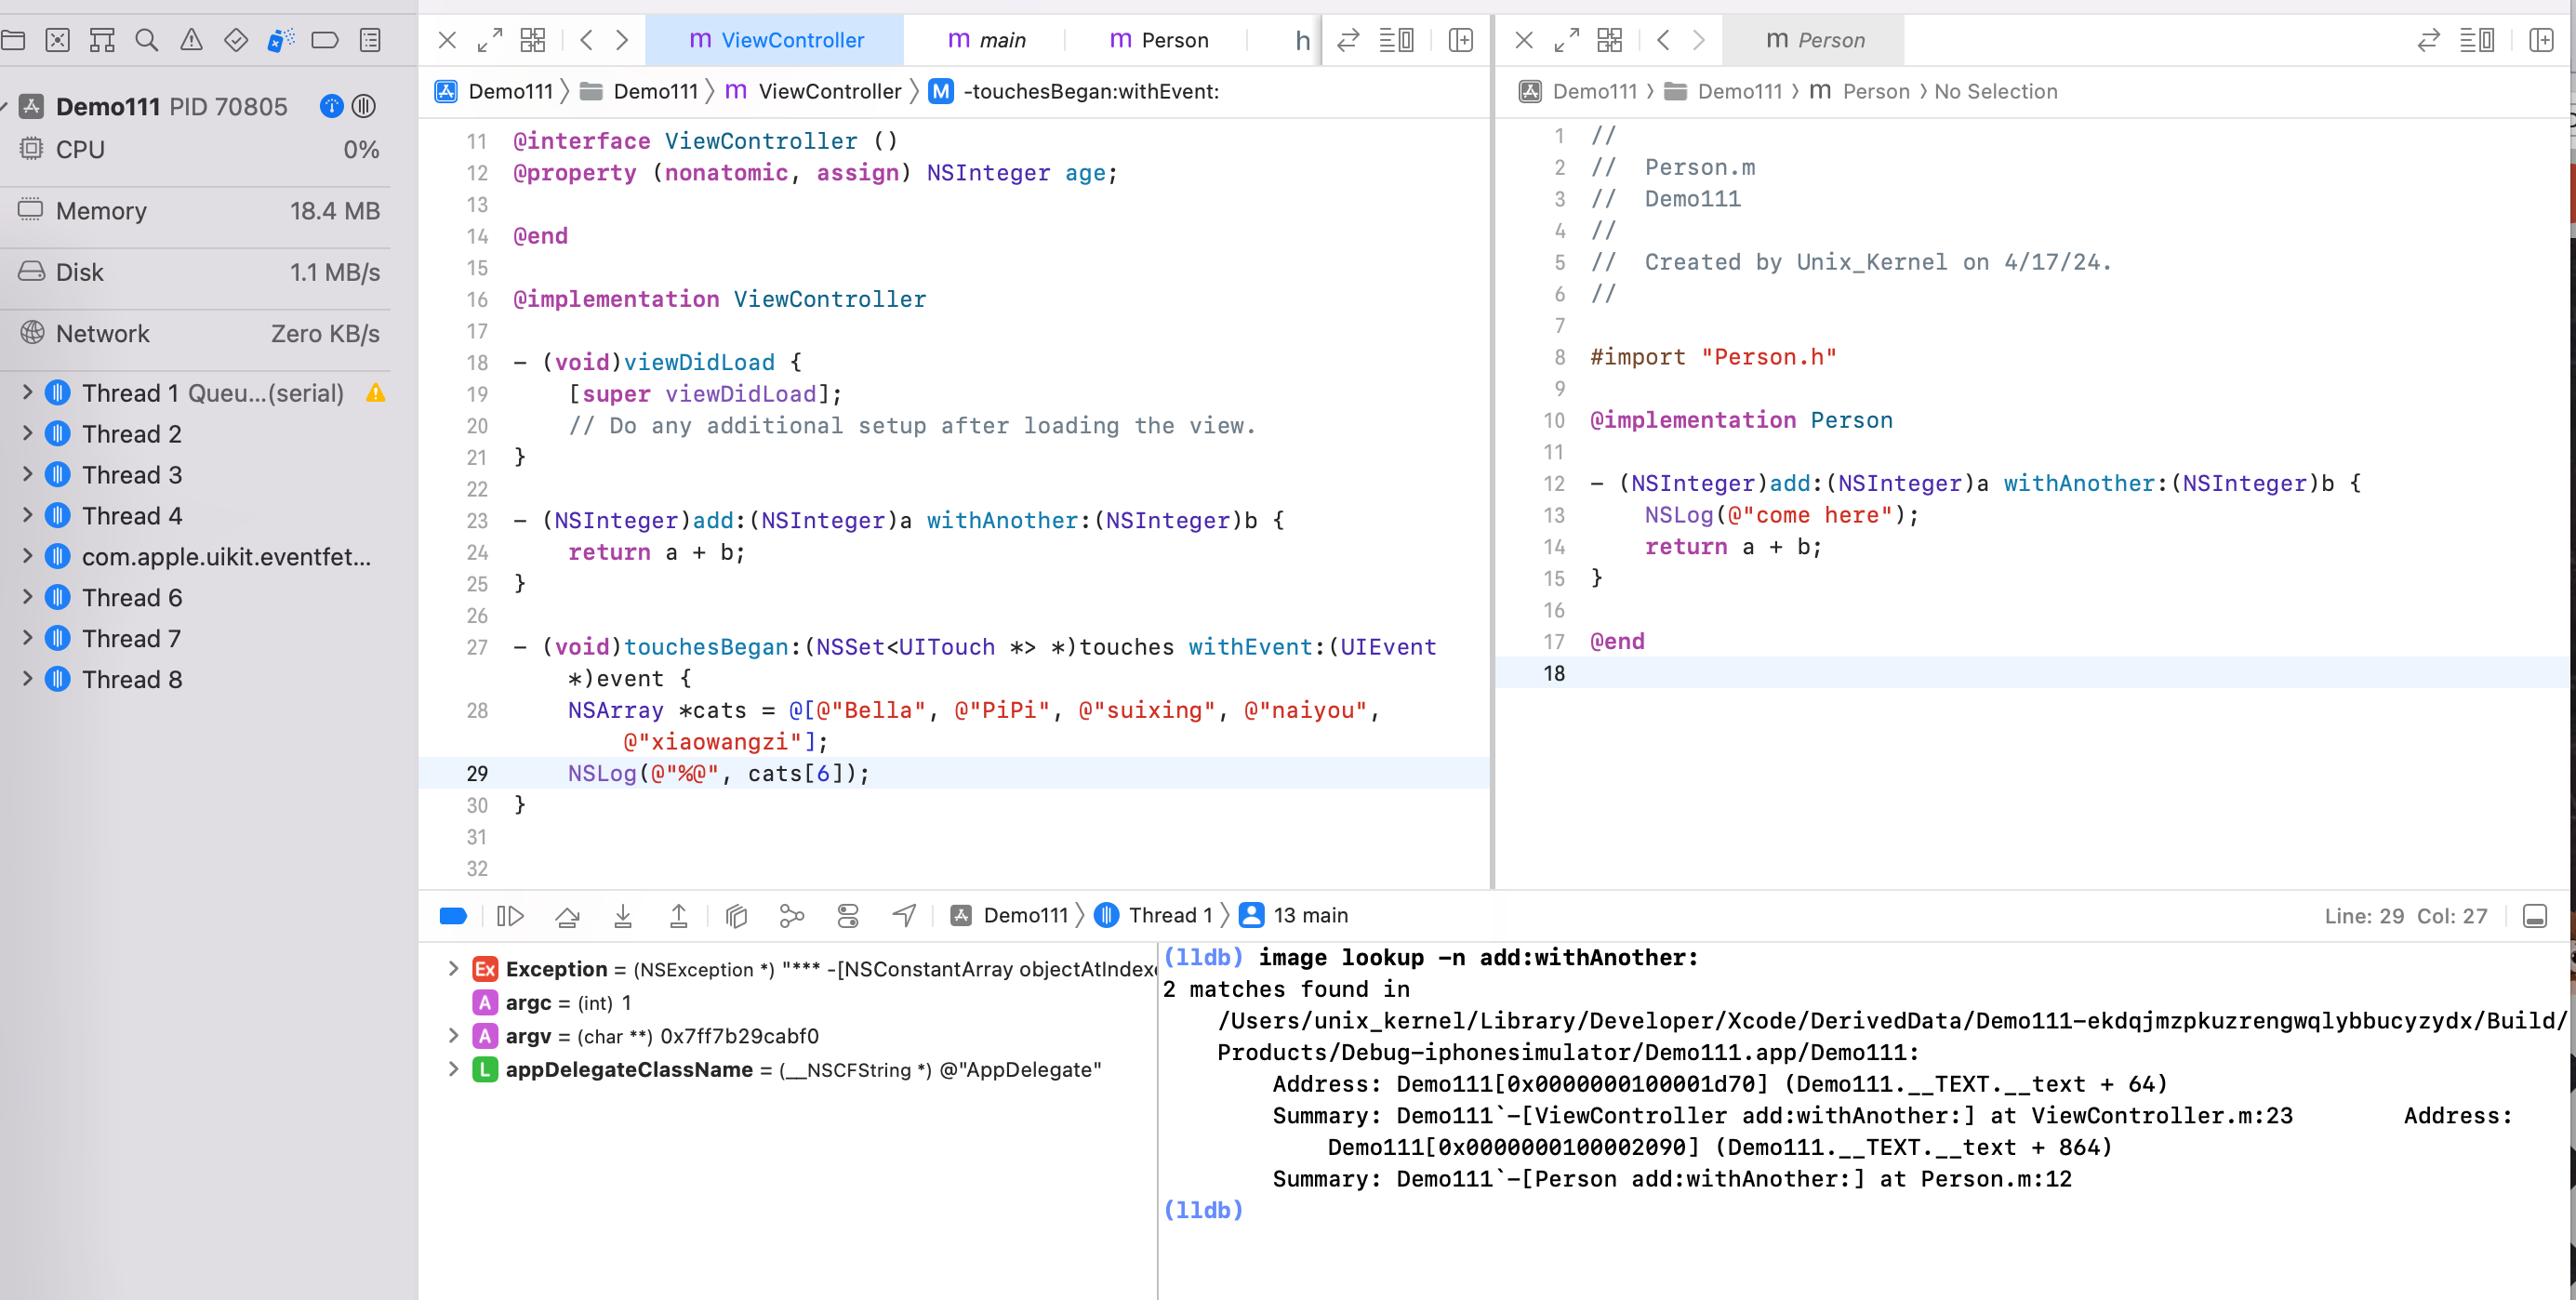 Demo111 PID 70805
CPU 0%
Memory 18.4 MB
Disk 1.1 MB/s
Network Zero KB/s
Thread 1 Queu...(serial)
Thread 2
Thread 3
Thread 4
com.apple.uikit.eventfet...
Thread 6
Thread 7
Thread 8
m ViewController
m main
m Person
h
Demo111 〉 Demo111 〉 m ViewController 〉 M -touchesBegan:withEvent:
11 @interface ViewController ()
12 @property (nonatomic, assign) NSInteger age;
13
14 @end
15
16 @implementation ViewController
17
18 - (void)viewDidLoad {
19     [super viewDidLoad];
20     // Do any additional setup after loading the view.
21 }
22
23 - (NSInteger)add:(NSInteger)a withAnother:(NSInteger)b {
24     return a + b;
25 }
26
27 - (void)touchesBegan:(NSSet<UITouch *> *)touches withEvent:(UIEvent
    *)event {
28     NSArray *cats = @[@"Bella", @"PiPi", @"suixing", @"naiyou",
        @"xiaowangzi"];
29     NSLog(@"%@", cats[6]);
30 }
31
32
m Person
Demo111 〉 Demo111 〉 m Person 〉 No Selection
1 //
2 //  Person.m
3 //  Demo111
4 //
5 //  Created by Unix_Kernel on 4/17/24.
6 //
7
8 #import "Person.h"
9
10 @implementation Person
11
12 - (NSInteger)add:(NSInteger)a withAnother:(NSInteger)b {
13     NSLog(@"come here");
14     return a + b;
15 }
16
17 @end
18
Demo111 〉 Thread 1 〉 13 main
Line: 29 Col: 27
Ex Exception = (NSException *) "*** -[NSConstantArray objectAtIndex
A argc = (int) 1
A argv = (char **) 0x7ff7b29cabf0
L appDelegateClassName = (__NSCFString *) @"AppDelegate"
(lldb) image lookup -n add:withAnother:
2 matches found in
    /Users/unix_kernel/Library/Developer/Xcode/DerivedData/Demo111-ekdqjmzpkuzrengwqlybbucyzydx/Build/
    Products/Debug-iphonesimulator/Demo111.app/Demo111:
        Address: Demo111[0x0000000100001d70] (Demo111.__TEXT.__text + 64)
        Summary: Demo111`-[ViewController add:withAnother:] at ViewController.m:23        Address:
            Demo111[0x0000000100002090] (Demo111.__TEXT.__text + 864)
        Summary: Demo111`-[Person add:withAnother:] at Person.m:12
(lldb)